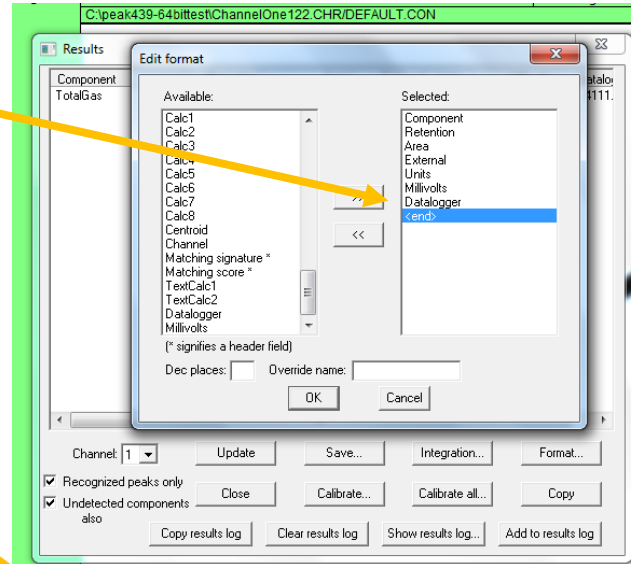 C:\peak439-64bittest\ChannelOne122.CHR/DEFAULT.CON
Results
Edit format
Component
TotalGas
4111.
Available:
Calc1
Calc2
Calc3
Calc4
Calc5
Calc6
Calc7
Calc8
Centroid
Channel
Matching signature *
Matching score *
TextCalc1
TextCalc2
Datalogger
Millivolts
(* signifies a header field)
>>
<<
Selected:
Component
Retention
Area
External
Units
Millivolts
Datalogger
<end>
Dec places:
Override name:
OK
Cancel
Channel: 1
Update
Save...
Integration...
Format...
Recognized peaks only
Undetected components also
Close
Calibrate...
Calibrate all...
Copy
Copy results log
Clear results log
Show results log...
Add to results log